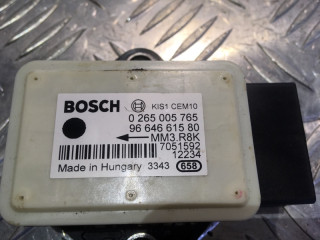 BOSCH KIS1 CEM10
0 265 005 765
96 646 615 80
MM3.R8K
7051592
12234
Made in Hungary 3343 658